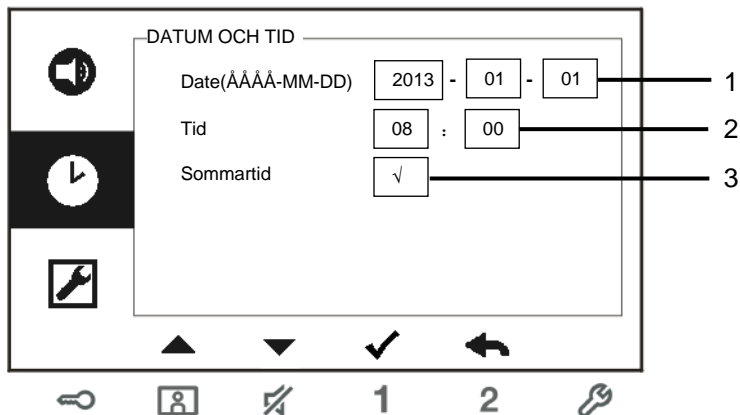 DATUM OCH TID
Date(ÅÅÅÅ-MM-DD) 2013 - 01 - 01 1
Tid 08 : 00 2
Sommartid √ 3
1 2